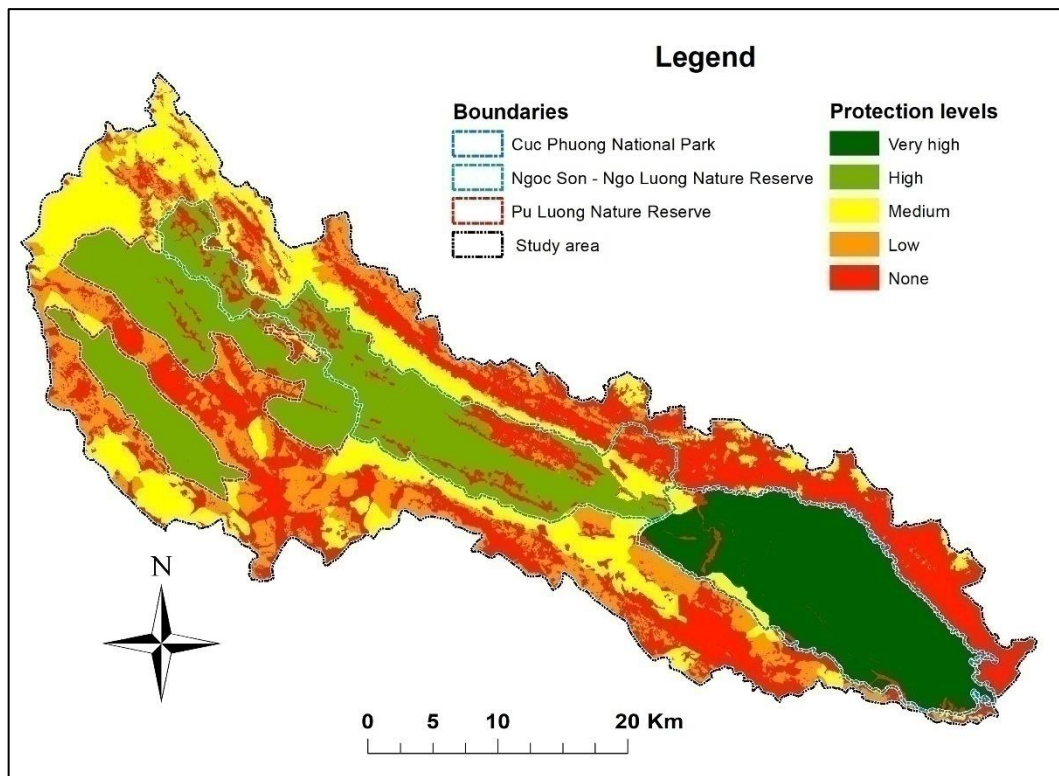 Legend
Boundaries
Cuc Phuong National Park
Ngoc Son - Ngo Luong Nature Reserve
Pu Luong Nature Reserve
Study area
Protection levels
Very high
High
Medium
Low
None
N
0 5 10 20 Km